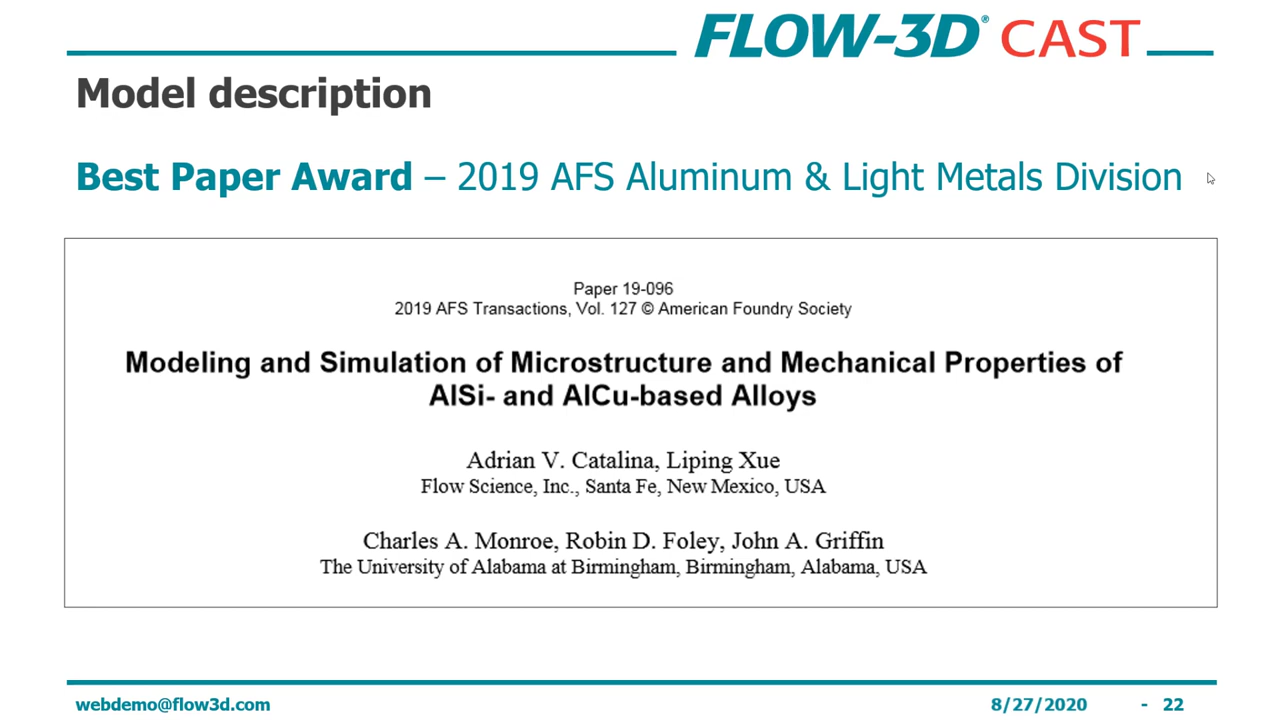 FLOW-3D® CAST
Model description
Best Paper Award – 2019 AFS Aluminum & Light Metals Division
Paper 19-096
2019 AFS Transactions, Vol. 127 © American Foundry Society
Modeling and Simulation of Microstructure and Mechanical Properties of
AlSi- and AlCu-based Alloys
Adrian V. Catalina, Liping Xue
Flow Science, Inc., Santa Fe, New Mexico, USA
Charles A. Monroe, Robin D. Foley, John A. Griffin
The University of Alabama at Birmingham, Birmingham, Alabama, USA
webdemo@flow3d.com 8/27/2020 - 22